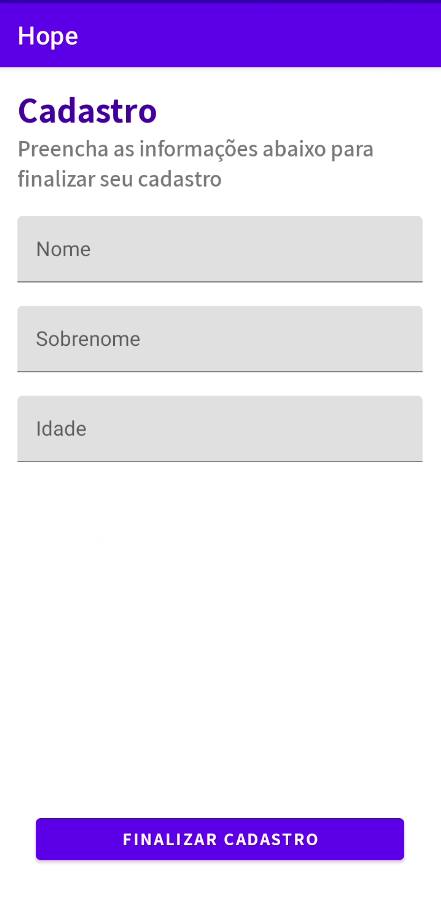 Hope
Cadastro
Preencha as informações abaixo para
finalizar seu cadastro
Nome
Sobrenome
Idade
FINALIZAR CADASTRO